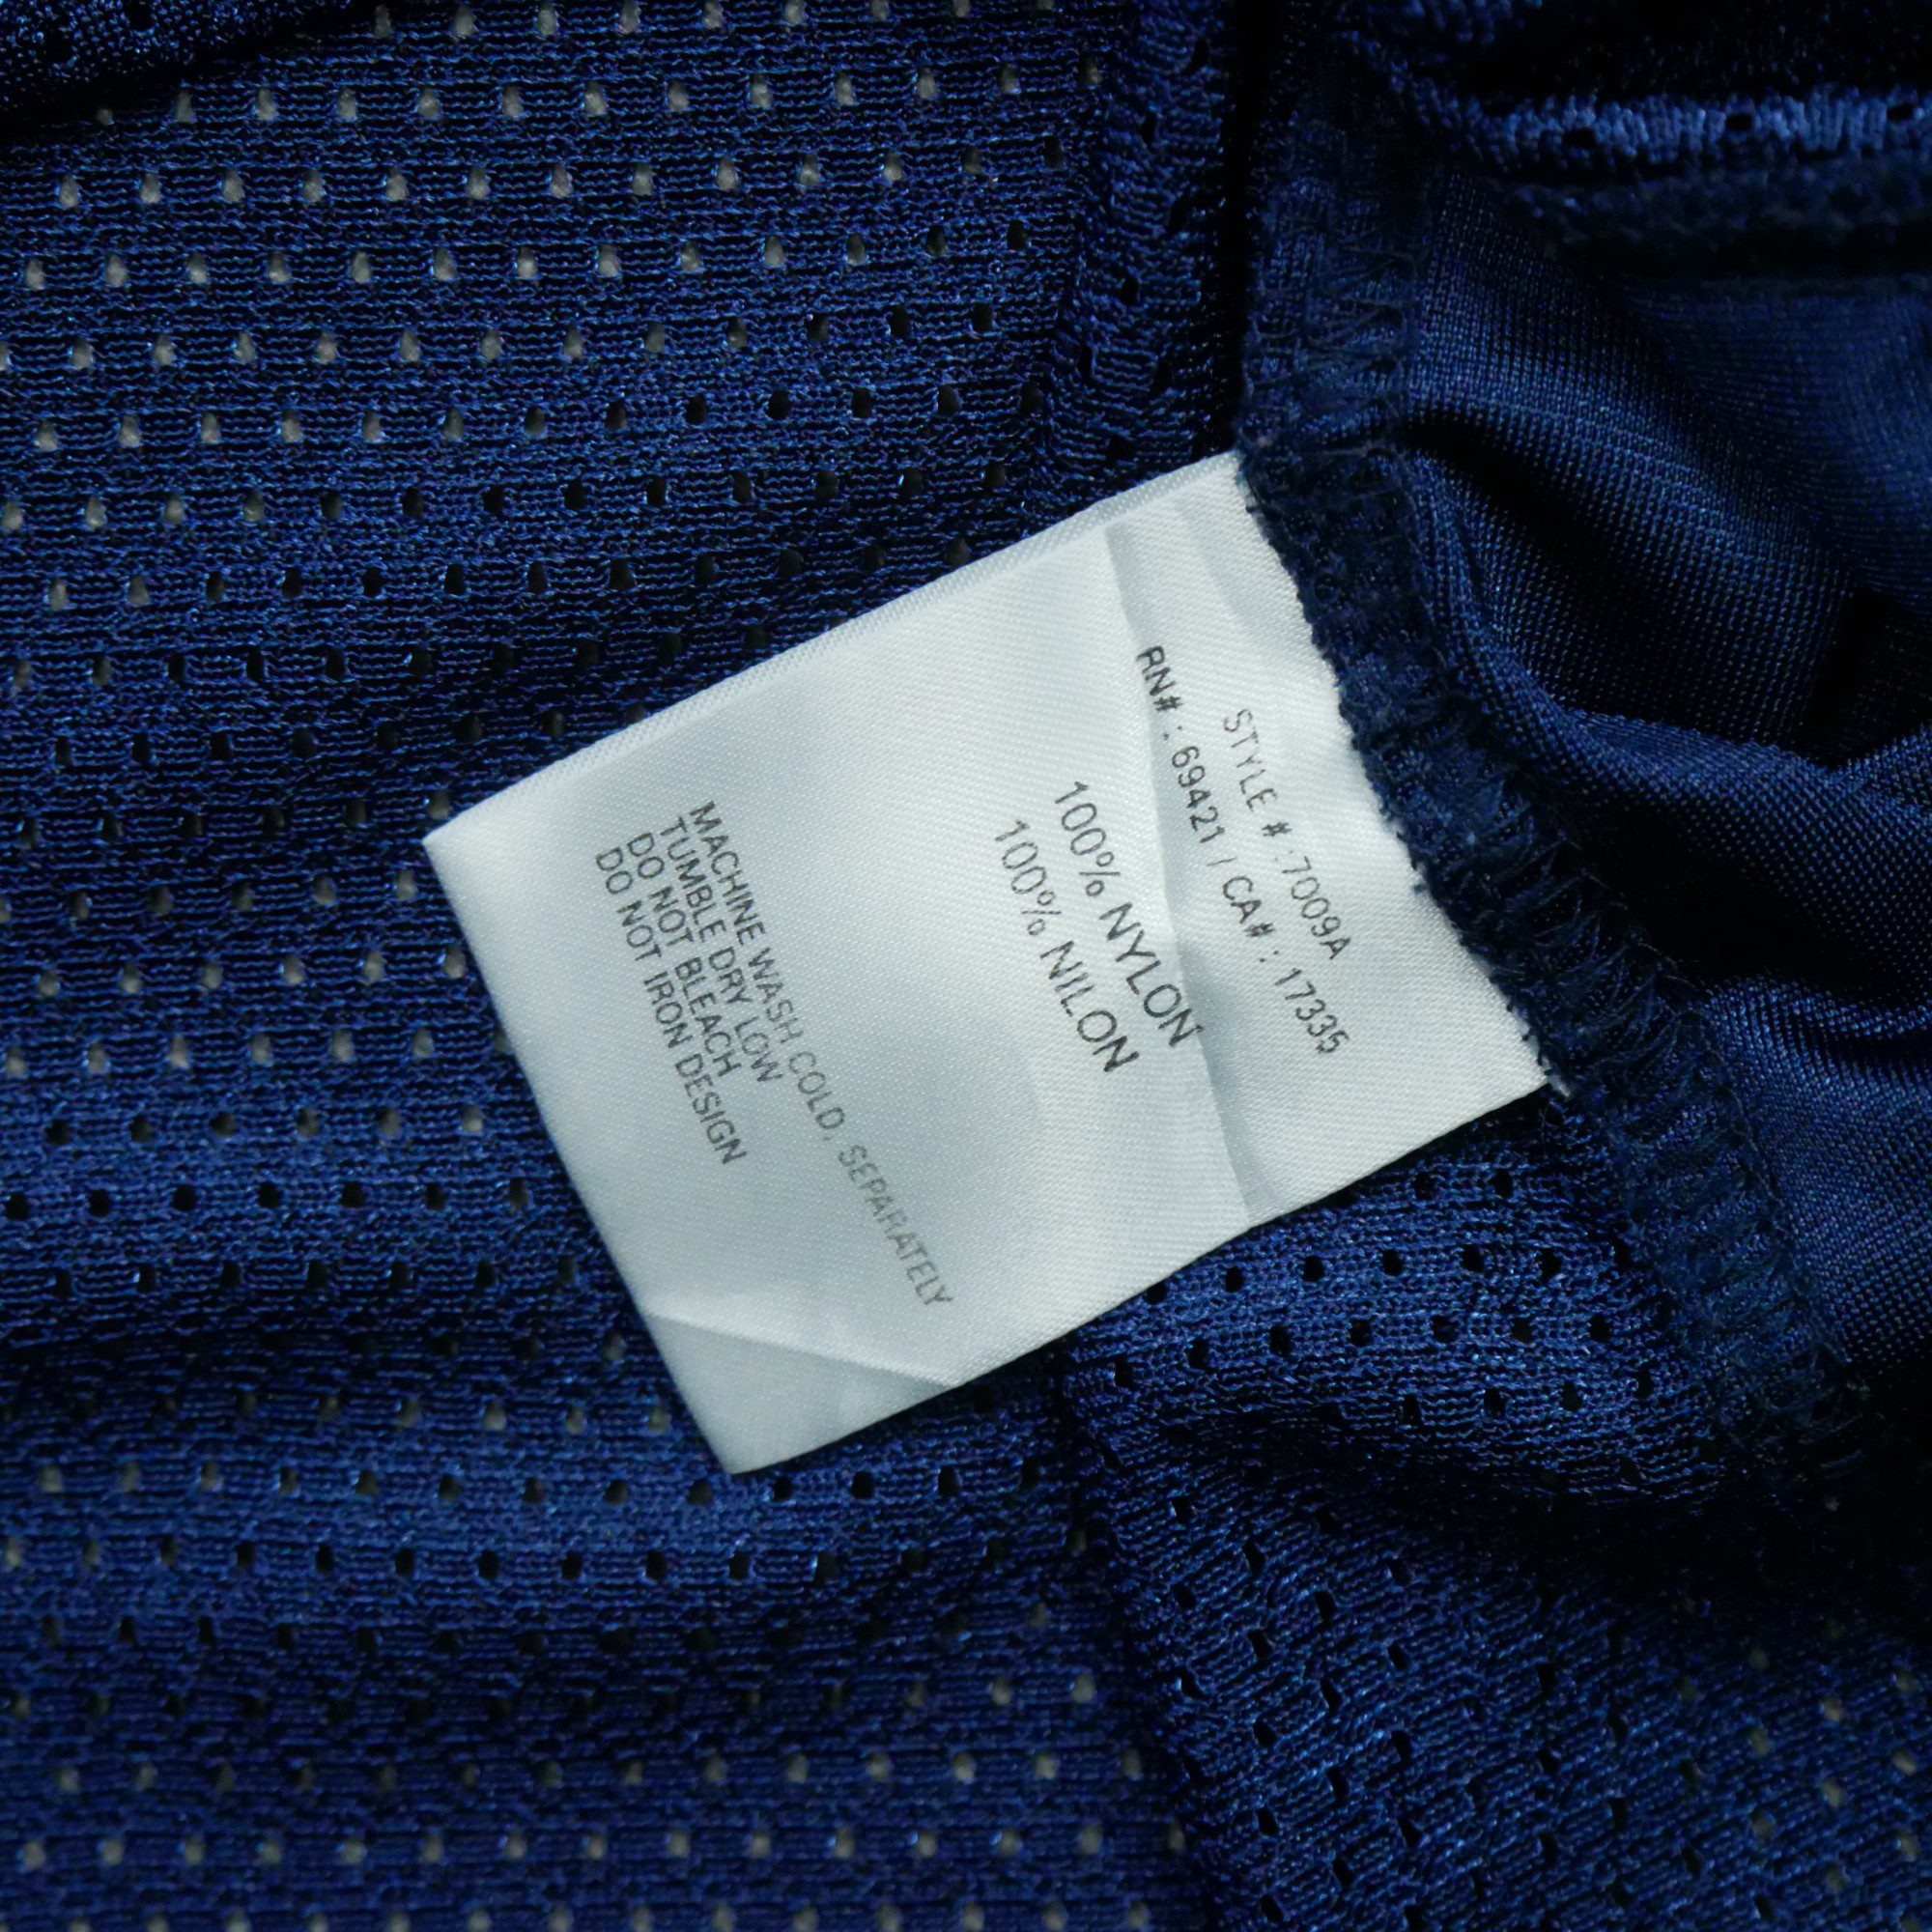 STYLE # :7009A
RN# : 69421 / CA# : 17335
100% NYLON
100% NILON
MACHINE WASH COLD, SEPARATELY
TUMBLE DRY LOW
DO NOT BLEACH
DO NOT IRON DESIGN